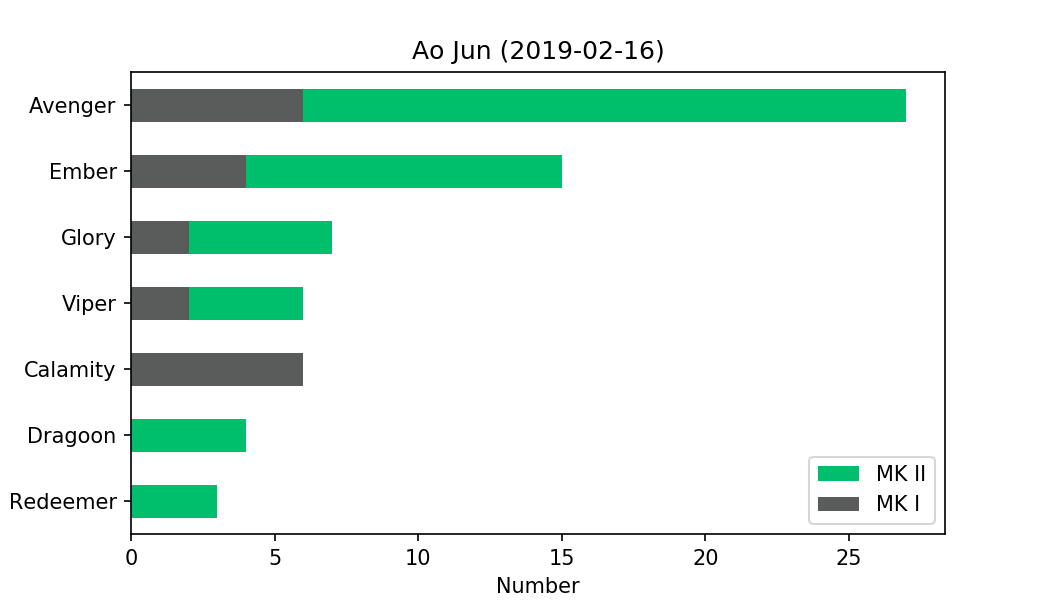 Ao Jun (2019-02-16)
Avenger
Ember
Glory
Viper
Calamity
Dragoon
Redeemer
MK II
MK I
0 5 10 15 20 25
Number